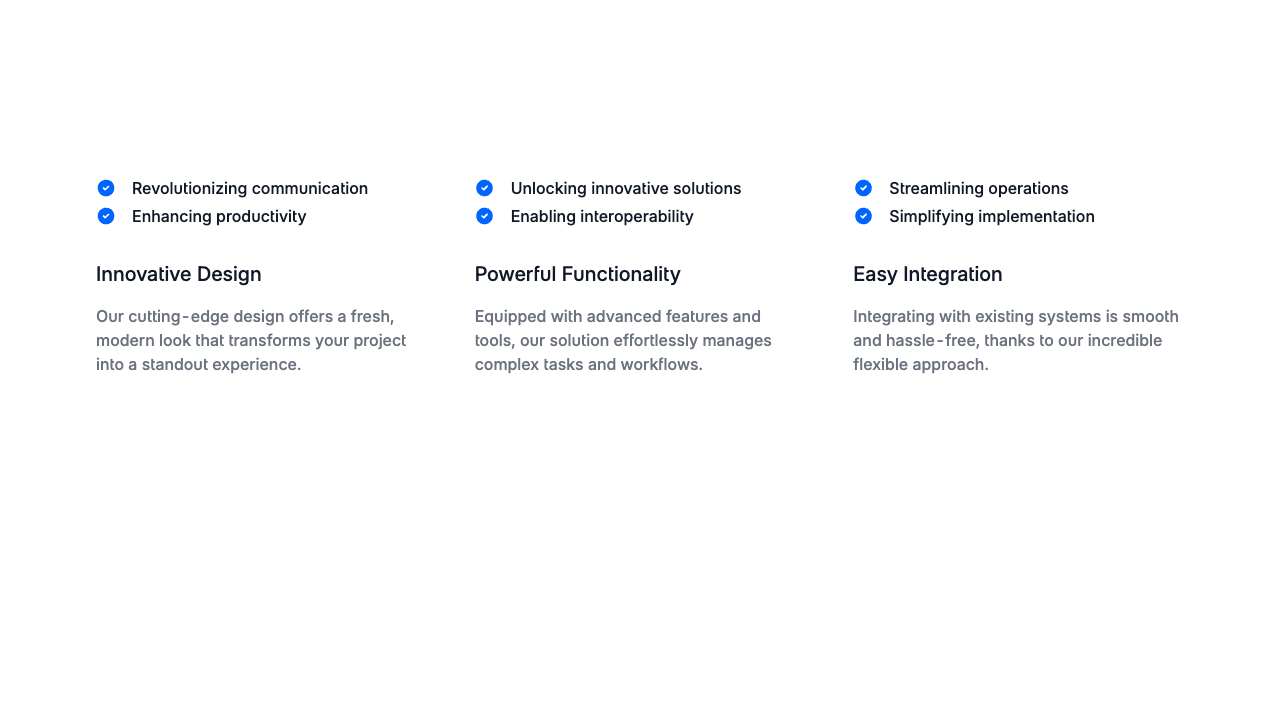 Revolutionizing communication
Enhancing productivity
Innovative Design
Our cutting-edge design offers a fresh,
modern look that transforms your project
into a standout experience.
Unlocking innovative solutions
Enabling interoperability
Powerful Functionality
Equipped with advanced features and
tools, our solution effortlessly manages
complex tasks and workflows.
Streamlining operations
Simplifying implementation
Easy Integration
Integrating with existing systems is smooth
and hassle-free, thanks to our incredible
flexible approach.